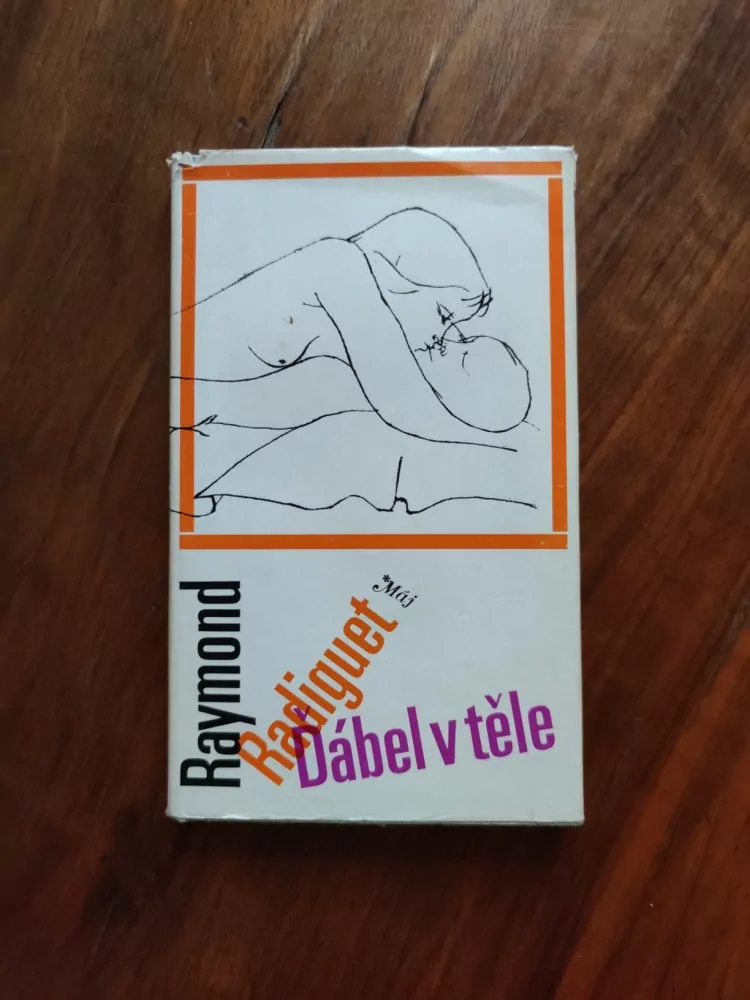 Raymond
Radiguet
*Máj
Ďábel v těle